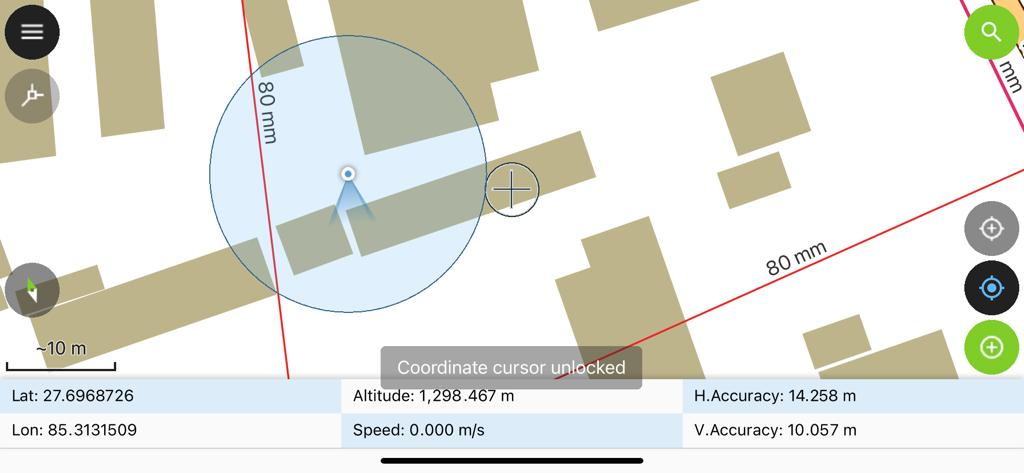 80 mm
mm
80 mm
~10 m
Coordinate cursor unlocked
Lat: 27.6968726
Altitude: 1,298.467 m
H.Accuracy: 14.258 m
Lon: 85.3131509
Speed: 0.000 m/s
V.Accuracy: 10.057 m